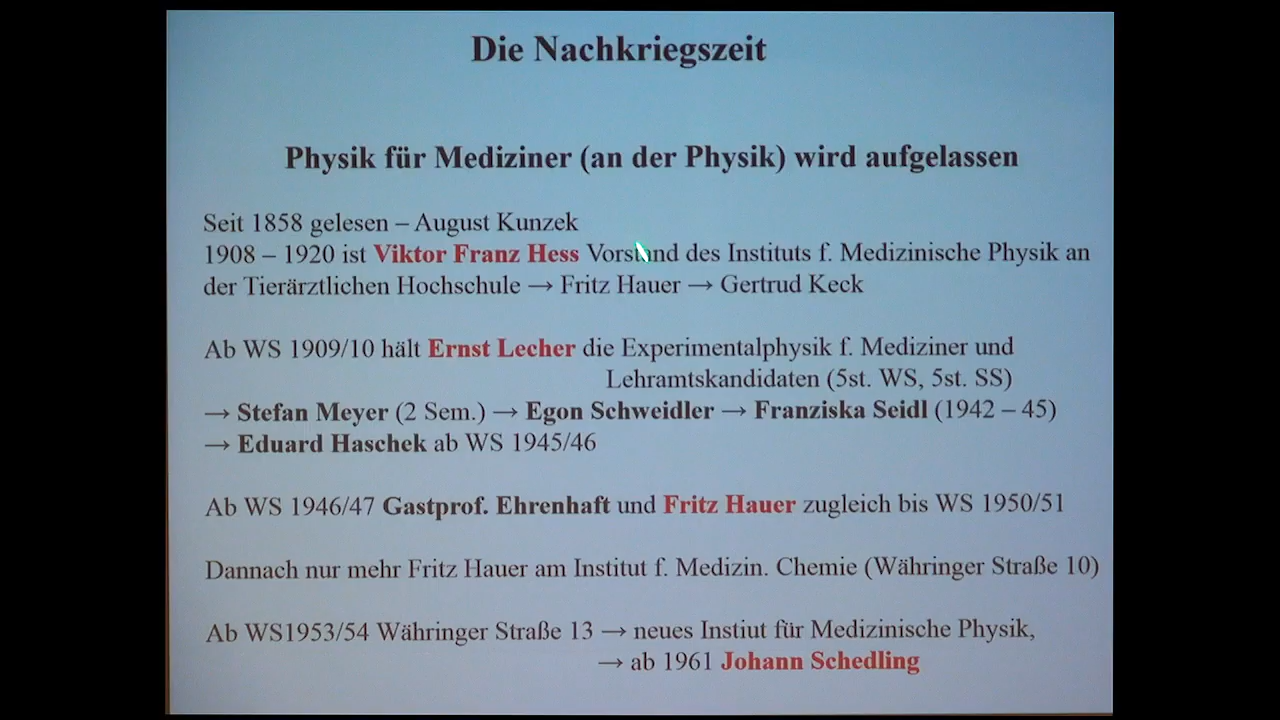 Die Nachkriegszeit
Physik für Mediziner (an der Physik) wird aufgelassen
Seit 1858 gelesen – August Kunzek
1908 – 1920 ist Viktor Franz Hess Vorstand des Instituts f. Medizinische Physik an
der Tierärztlichen Hochschule → Fritz Hauer → Gertrud Keck
Ab WS 1909/10 hält Ernst Lecher die Experimentalphysik f. Mediziner und
Lehramtskandidaten (5st. WS, 5st. SS)
→ Stefan Meyer (2 Sem.) → Egon Schweidler → Franziska Seidl (1942 – 45)
→ Eduard Haschek ab WS 1945/46
Ab WS 1946/47 Gastprof. Ehrenhaft und Fritz Hauer zugleich bis WS 1950/51
Dannach nur mehr Fritz Hauer am Institut f. Medizin. Chemie (Währinger Straße 10)
Ab WS1953/54 Währinger Straße 13 → neues Instiut für Medizinische Physik,
→ ab 1961 Johann Schedling